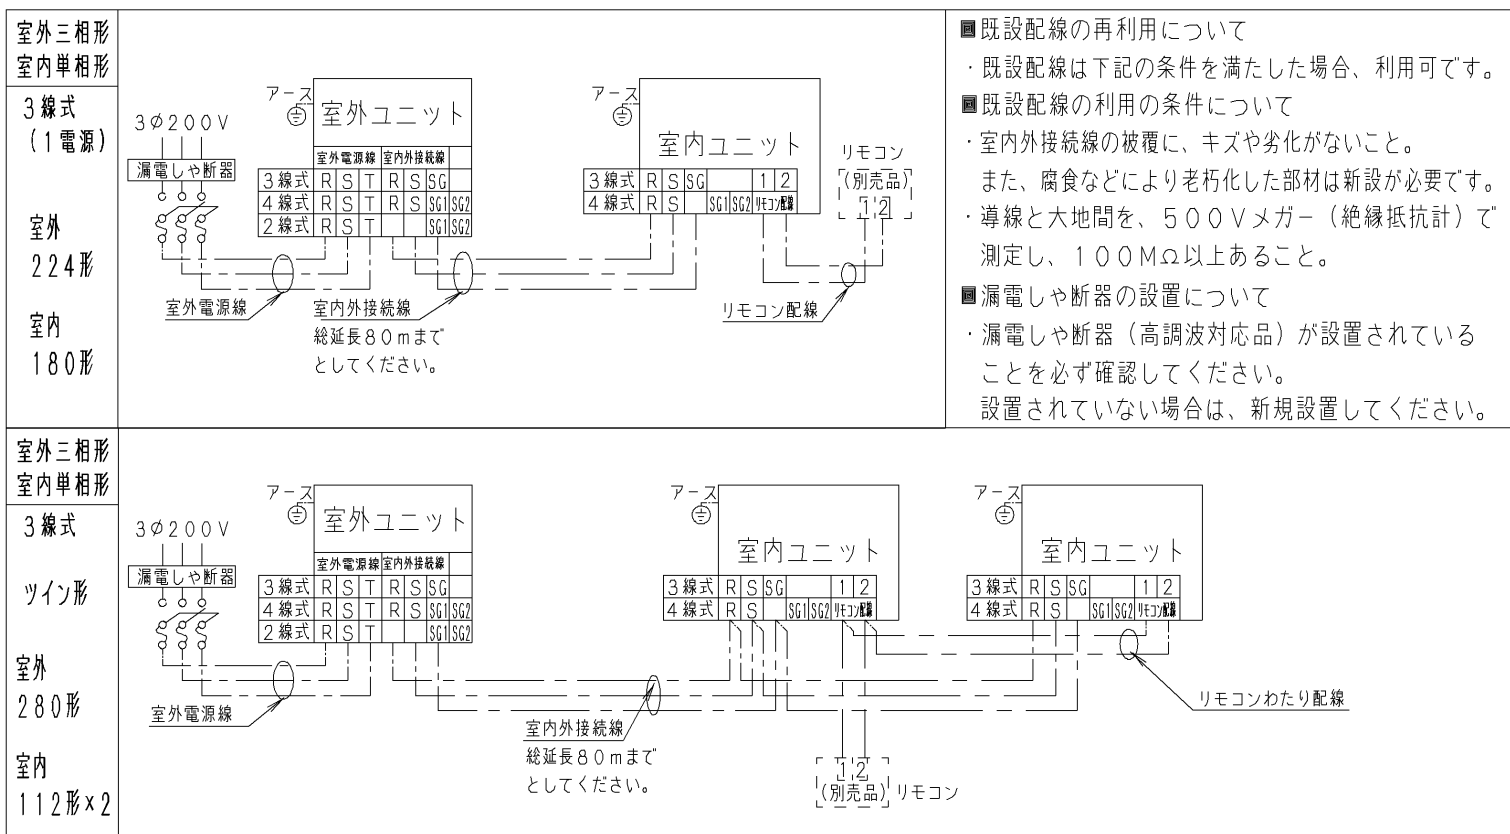 室外三相形
室内単相形
3線式
(1電源)
室外
224形
室内
180形
3φ200V
漏電しや断器
アース
室外ユニット
室外電源線 室内外接続線
3線式 R S T R S SG
4線式 R S T R S SG1 SG2
2線式 R S T SG1 SG2
室外電源線
室内外接続線
総延長80mまで
としてください。
アース
室内ユニット
3線式 R S SG 1 2
4線式 R S SG1 SG2 リモコン配線
リモコン
(別売品)
1 2
リモコン配線
■既設配線の再利用について
・既設配線は下記の条件を満たした場合、利用可です。
■既設配線の利用の条件について
・室内外接続線の被覆に、キズや劣化がないこと。
また、腐食などにより老朽化した部材は新設が必要です。
・導線と大地間を、500Vメガー(絶縁抵抗計)で
測定し、100MΩ以上あること。
■漏電しや断器の設置について
・漏電しや断器(高調波対応品)が設置されている
ことを必ず確認してください。
設置されていない場合は、新規設置してください。
室外三相形
室内単相形
3線式
ツイン形
室外
280形
室内
112形×2
3φ200V
漏電しや断器
アース
室外ユニット
室外電源線 室内外接続線
3線式 R S T R S SG
4線式 R S T R S SG1 SG2
2線式 R S T SG1 SG2
室外電源線
室内外接続線
総延長80mまで
としてください。
アース
室内ユニット
3線式 R S SG 1 2
4線式 R S SG1 SG2 リモコン配線
1 2
(別売品) リモコン
アース
室内ユニット
3線式 R S SG 1 2
4線式 R S SG1 SG2 リモコン配線
リモコンわたり配線